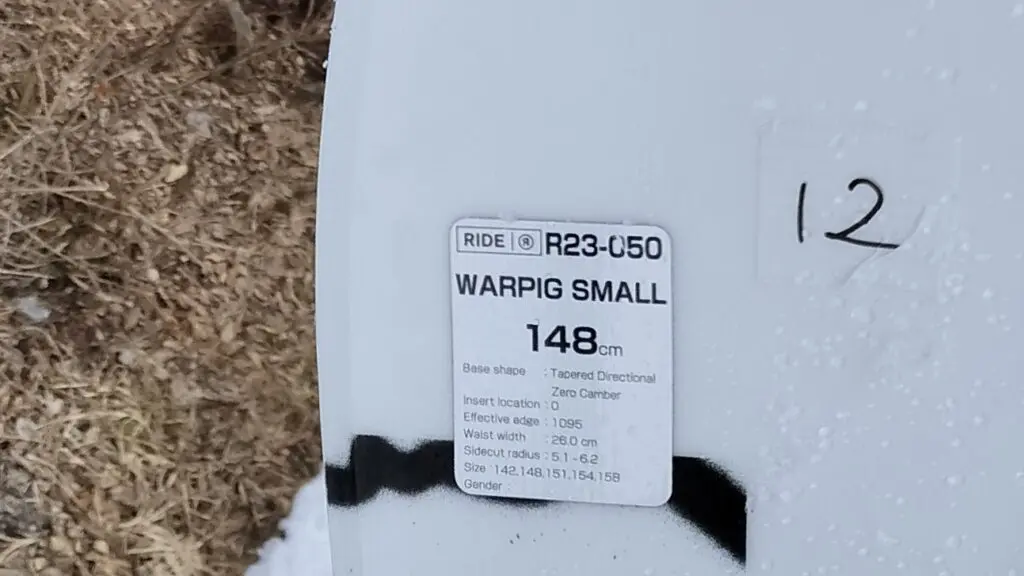 RIDE ® R23-050
WARPIG SMALL
148cm
Base shape : Tapered Directional
Zero Camber
Insert location : 0
Effective edge : 1095
Waist width : 26.0 cm
Sidecut radius : 5.1 - 6.2
Size : 142,148,151,154,158
Gender :
12